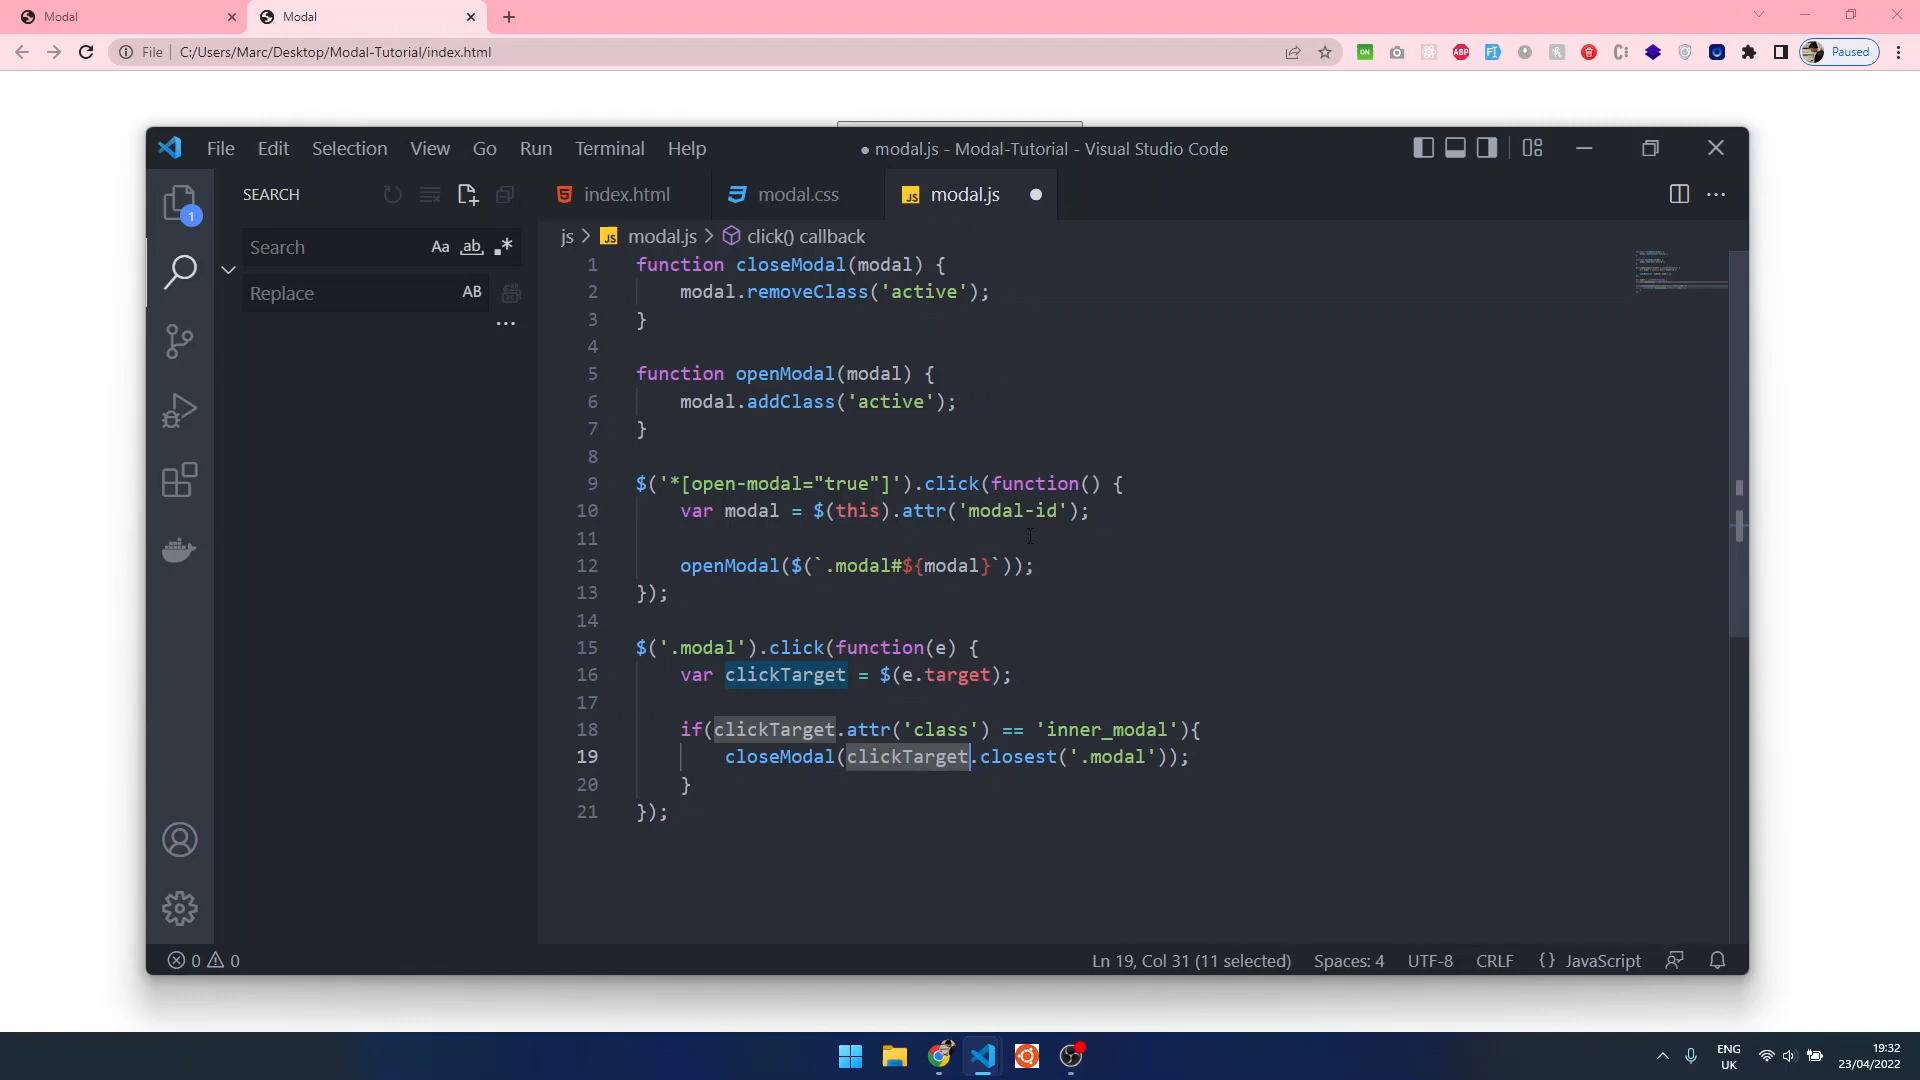 Modal
Modal
File
C:/Users/Marc/Desktop/Modal-Tutorial/index.html
ON
ABP
Paused
File Edit Selection View Go Run Terminal Help
● modal.js - Modal-Tutorial - Visual Studio Code
1
SEARCH
index.html
modal.css
JS modal.js
Search
Aa ab
Replace
AB
js > JS modal.js > click() callback
1 function closeModal(modal) {
2 modal.removeClass('active');
3 }
4
5 function openModal(modal) {
6 modal.addClass('active');
7 }
8
9 $('*[open-modal="true"]').click(function() {
10 var modal = $(this).attr('modal-id');
11
12 openModal($(`.modal#${modal}`));
13 });
14
15 $('.modal').click(function(e) {
16 var clickTarget = $(e.target);
17
18 if(clickTarget.attr('class') == 'inner_modal'){
19 closeModal(clickTarget.closest('.modal'));
20 }
21 });
0 0
Ln 19, Col 31 (11 selected)
Spaces: 4
UTF-8
CRLF
{} JavaScript
ENG
UK
19:32
23/04/2022